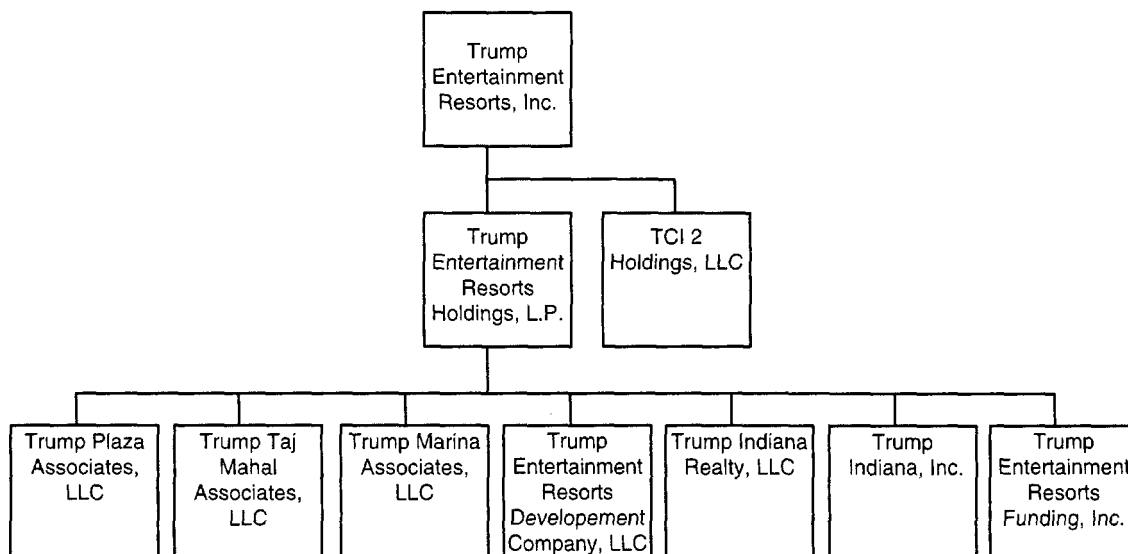 Trump
Entertainment
Resorts, Inc.
Trump
Entertainment
Resorts
Holdings, L.P.
TCI 2
Holdings, LLC
Trump Plaza
Associates,
LLC
Trump Taj
Mahal
Associates,
LLC
Trump Marina
Associates,
LLC
Trump
Entertainment
Resorts
Developement
Company, LLC
Trump Indiana
Realty, LLC
Trump
Indiana, Inc.
Trump
Entertainment
Resorts
Funding, Inc.